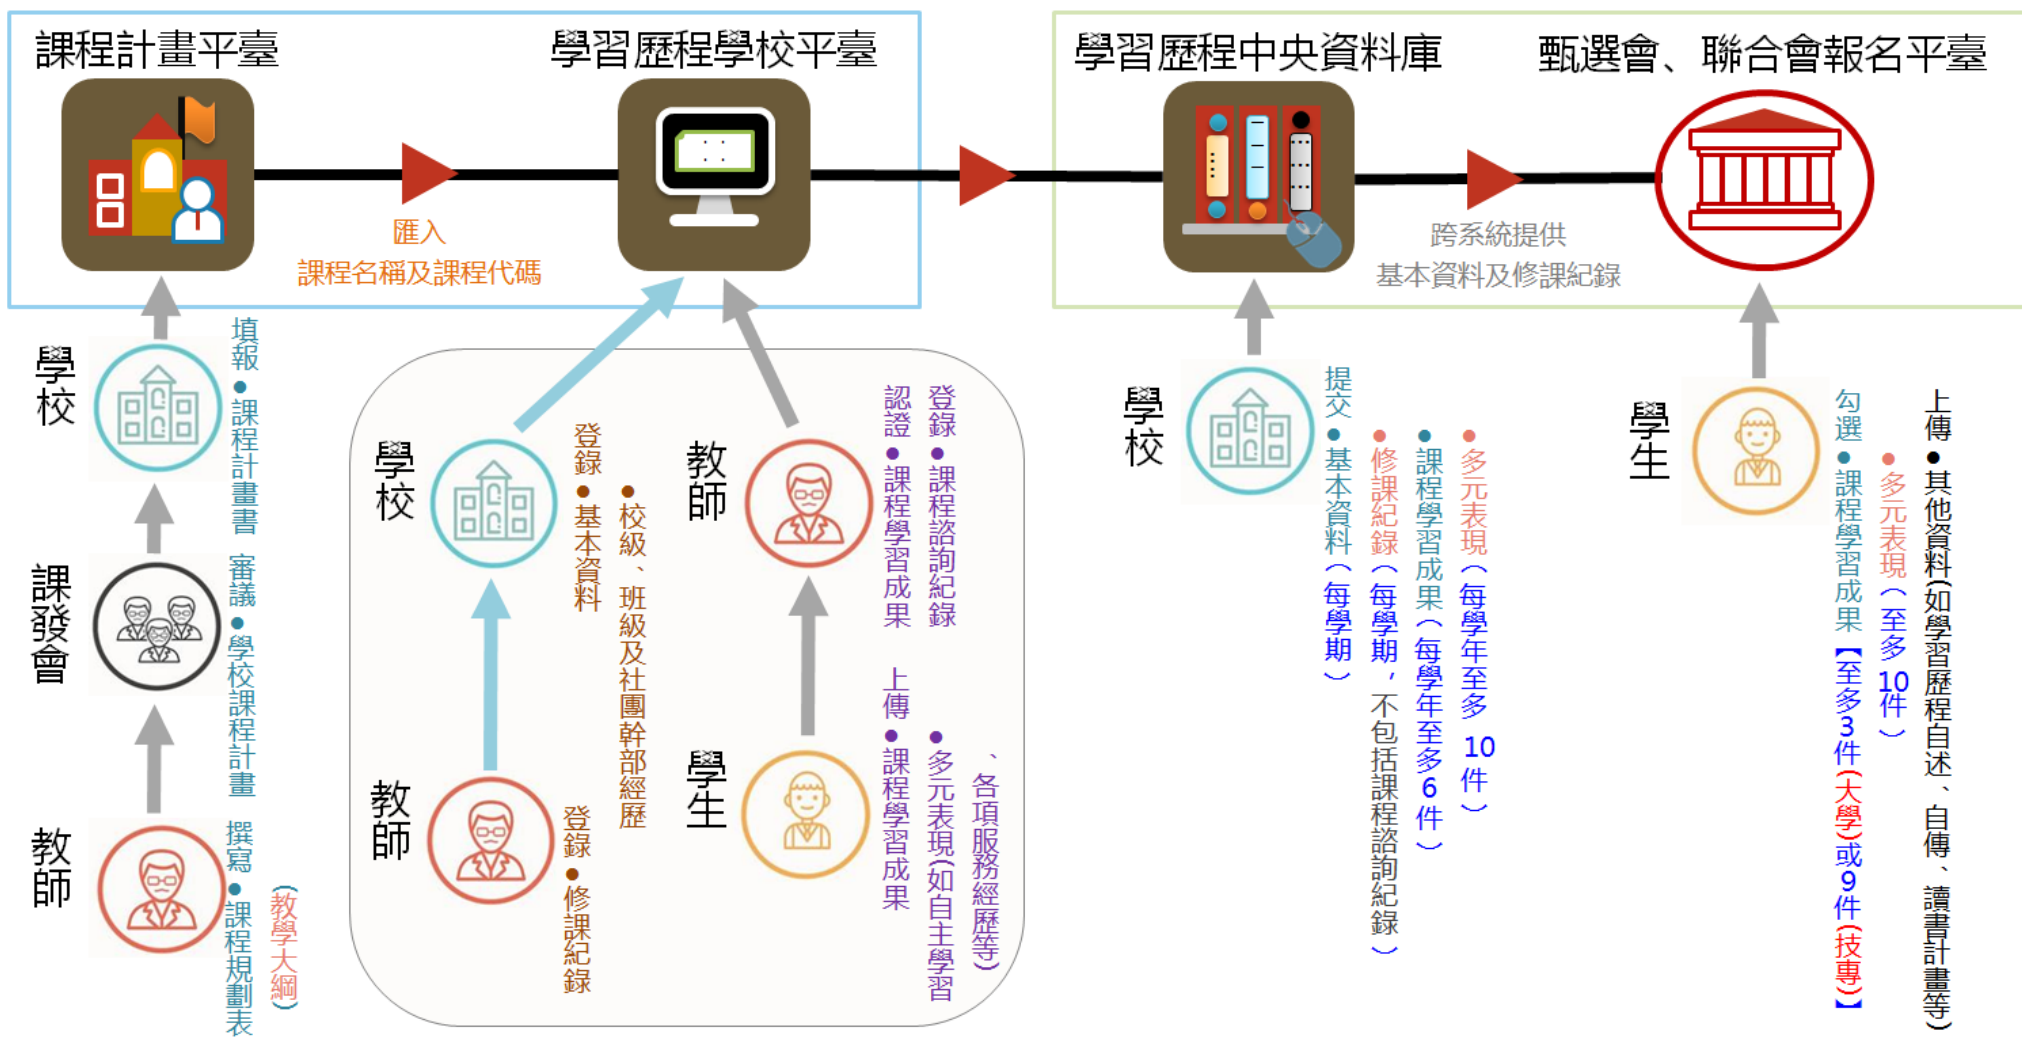 課程計畫平臺
學習歷程學校平臺
學習歷程中央資料庫
甄選會、聯合會報名平臺
匯入
課程名稱及課程代碼
跨系統提供
基本資料及修課紀錄
學校
填報●課程計畫書
課發會
審議●學校課程計畫
教師
撰寫●課程規劃表
(教學大綱)
學校
登錄●基本資料
●校級、班級及社團幹部經歷
教師
登錄●修課紀錄
教師
認證●課程學習成果
登錄●課程諮詢紀錄
學生
上傳●課程學習成果
●多元表現(如自主學習
、各項服務經歷等)
學校
提交●基本資料(每學期)
●修課紀錄(每學期，不包括課程諮詢紀錄)
●課程學習成果(每學年至多6件)
●多元表現(每學年至多10件)
學生
勾選●課程學習成果【至多3件(大學)或9件(技專)】
●多元表現(至多10件)
上傳●其他資料(如學習歷程自述、自傳、讀書計畫等)